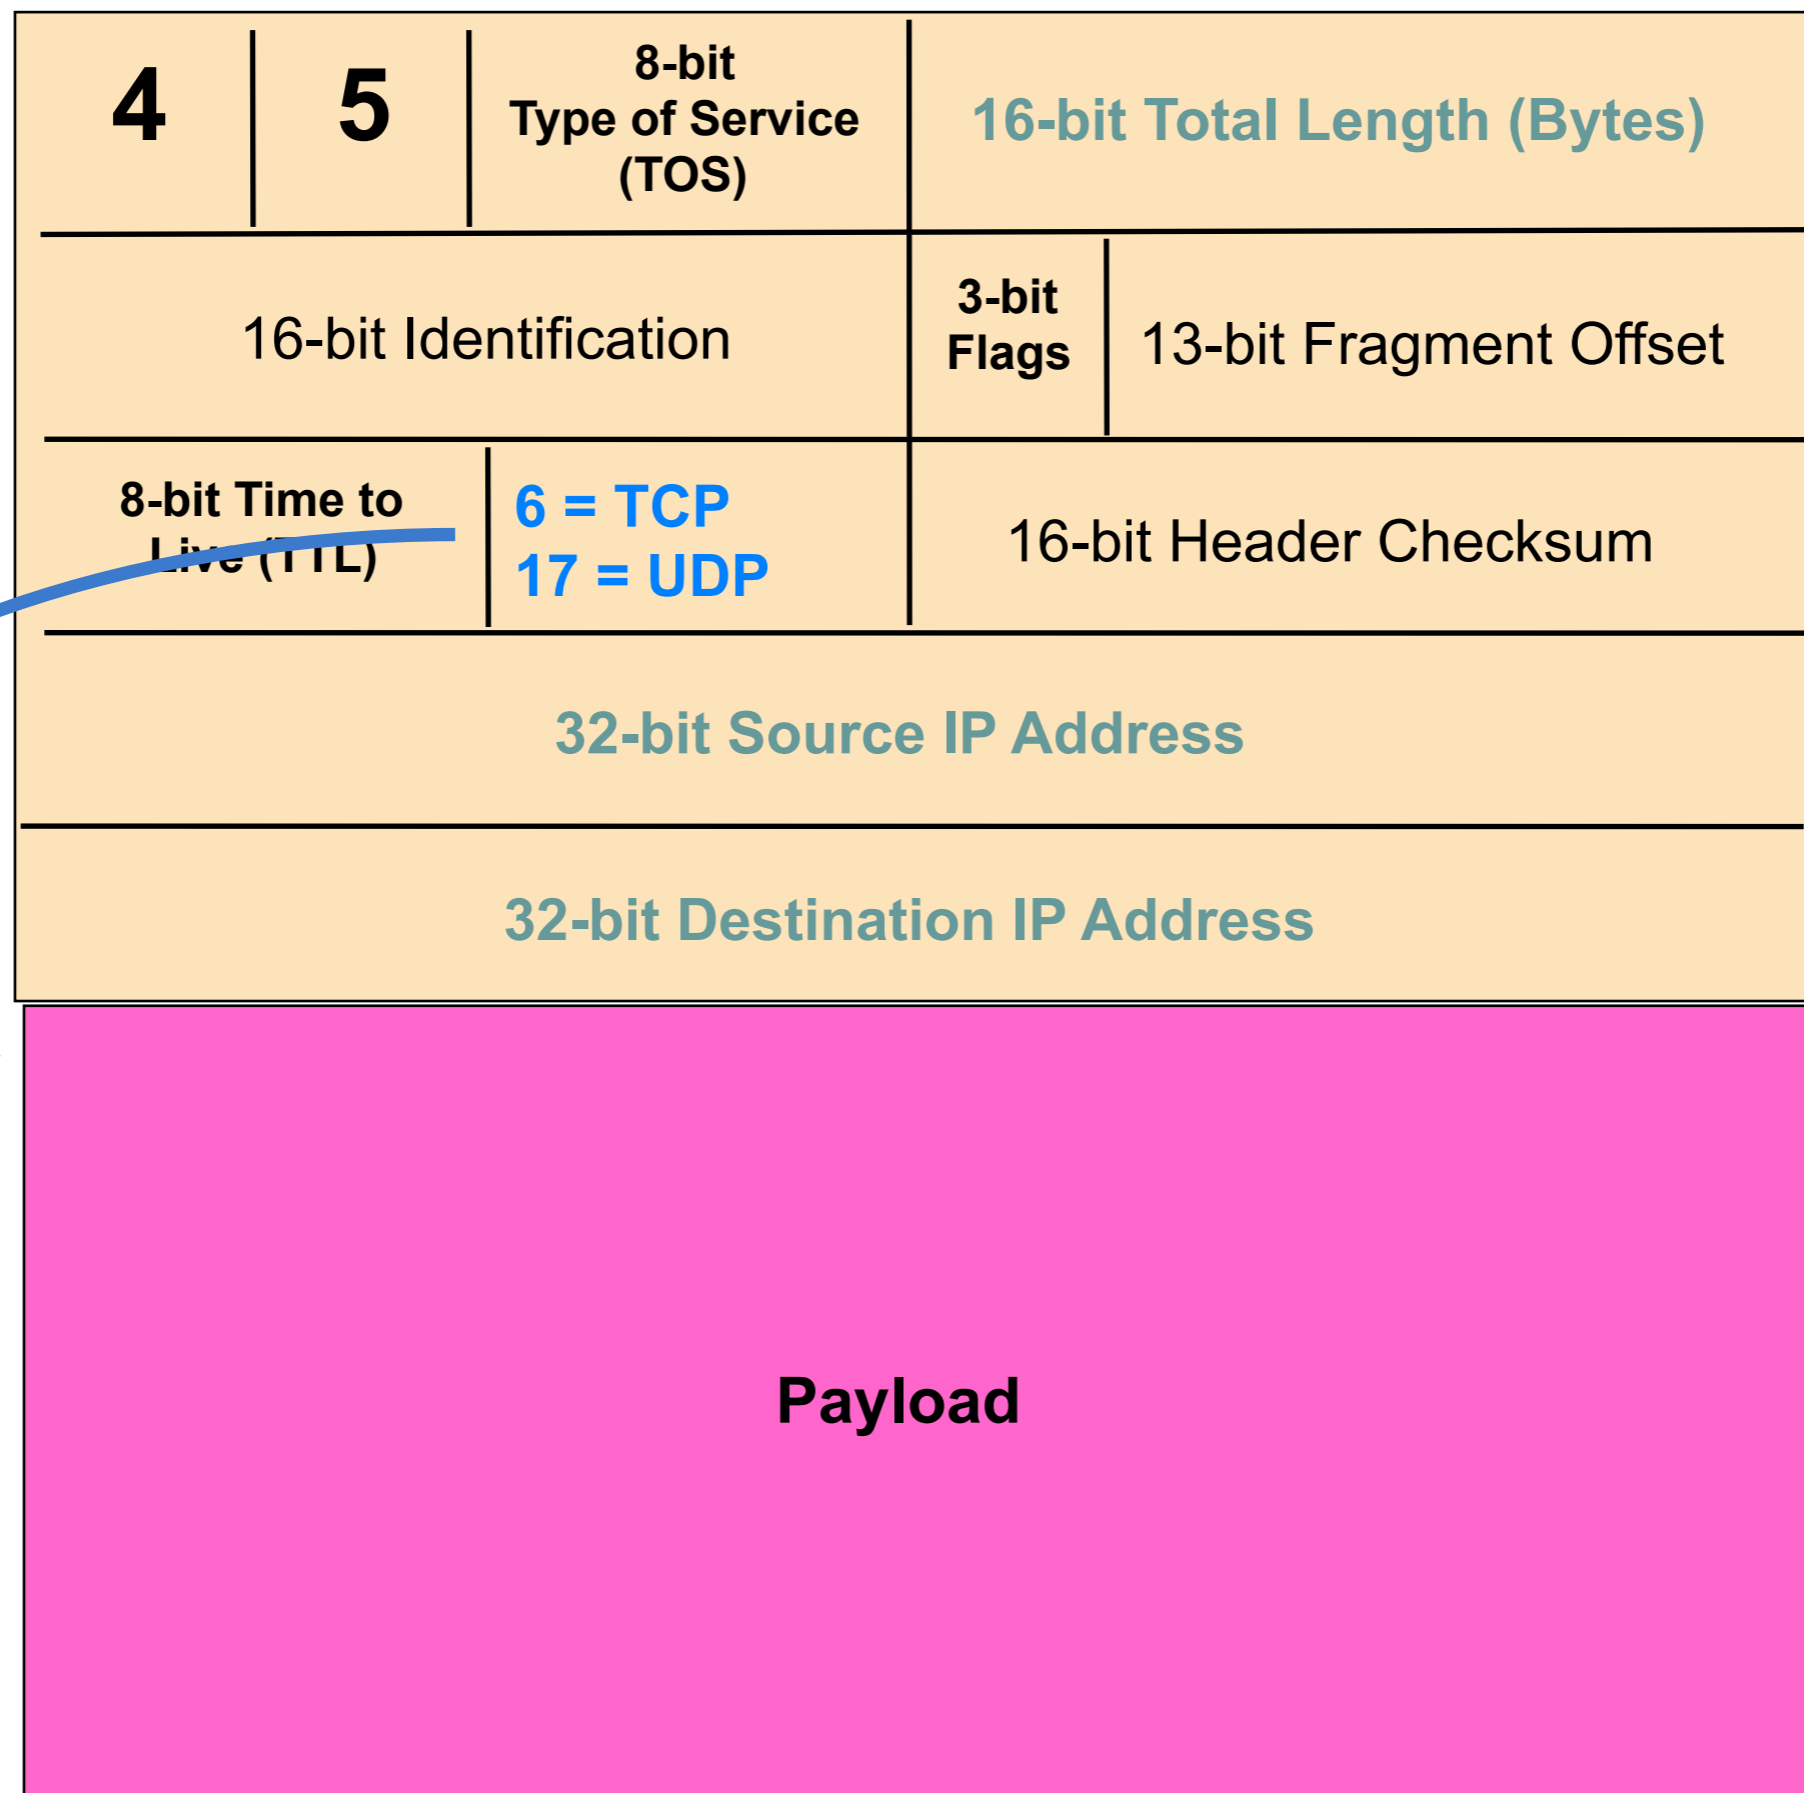 4
5
8-bit
Type of Service
(TOS)
16-bit Total Length (Bytes)
16-bit Identification
3-bit
Flags
13-bit Fragment Offset
8-bit Time to
Live (TTL)
6 = TCP
17 = UDP
16-bit Header Checksum
32-bit Source IP Address
32-bit Destination IP Address
Payload